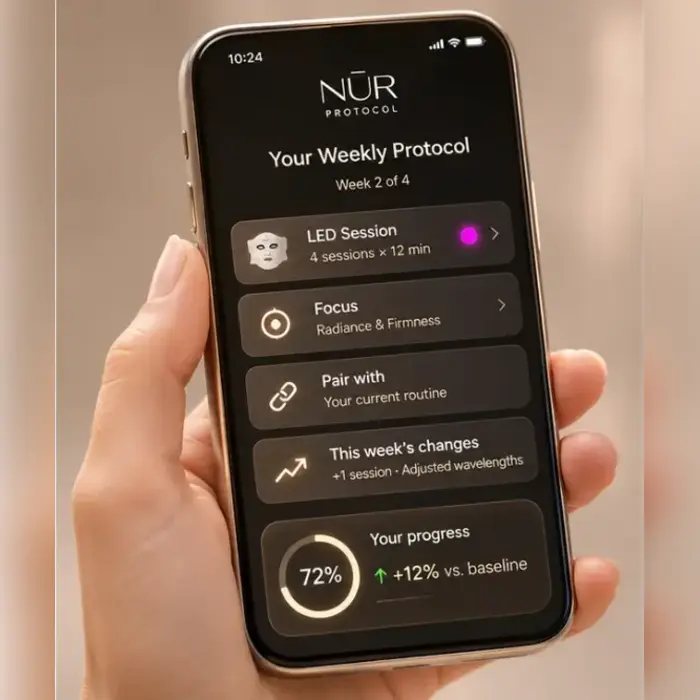 10:24
NŪR
PROTOCOL
Your Weekly Protocol
Week 2 of 4
LED Session
4 sessions × 12 min
Focus
Radiance & Firmness
Pair with
Your current routine
This week's changes
+1 session · Adjusted wavelengths
Your progress
72%
+12% vs. baseline